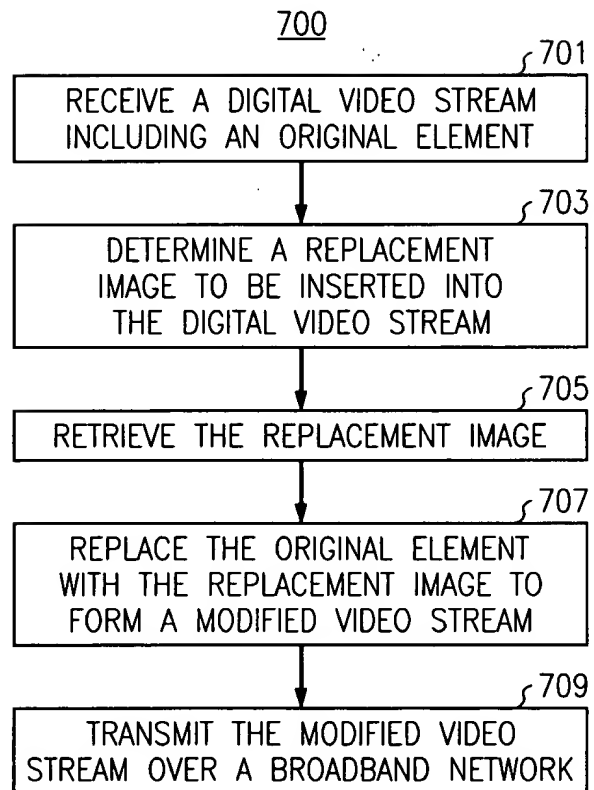 700
701
RECEIVE A DIGITAL VIDEO STREAM
INCLUDING AN ORIGINAL ELEMENT
703
DETERMINE A REPLACEMENT
IMAGE TO BE INSERTED INTO
THE DIGITAL VIDEO STREAM
705
RETRIEVE THE REPLACEMENT IMAGE
707
REPLACE THE ORIGINAL ELEMENT
WITH THE REPLACEMENT IMAGE TO
FORM A MODIFIED VIDEO STREAM
709
TRANSMIT THE MODIFIED VIDEO
STREAM OVER A BROADBAND NETWORK